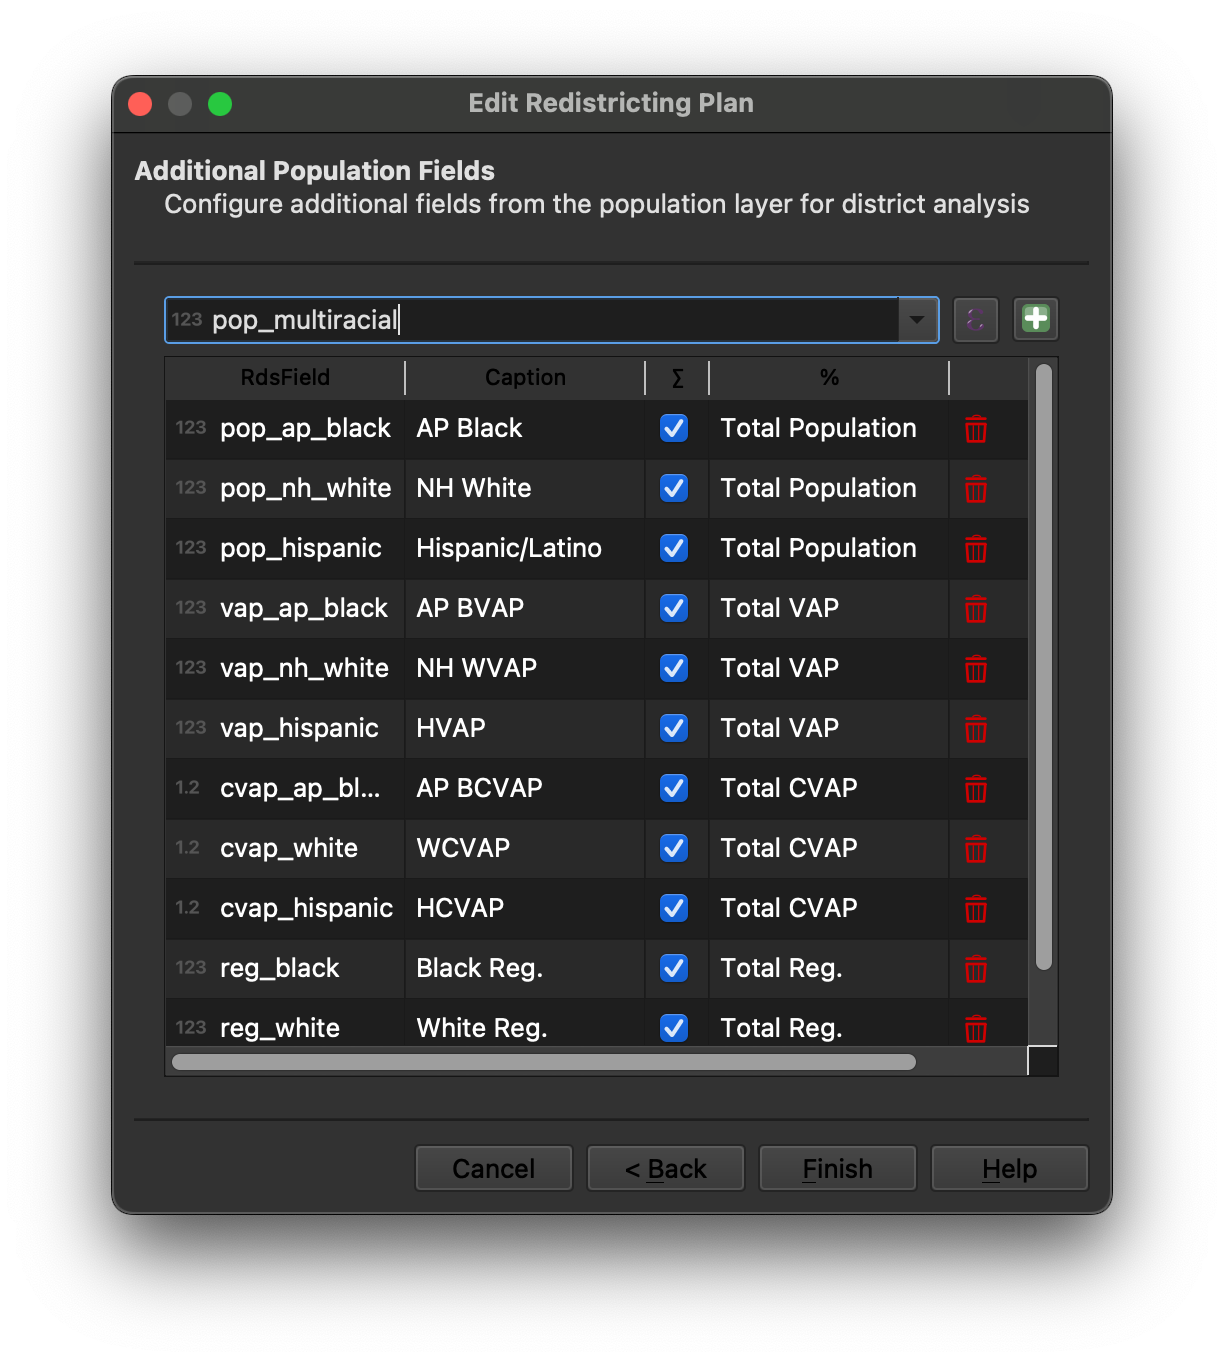 Edit Redistricting Plan
Additional Population Fields
Configure additional fields from the population layer for district analysis
123 pop_multiracial ε
RdsField Caption Σ %
123 pop_ap_black AP Black Total Population
123 pop_nh_white NH White Total Population
123 pop_hispanic Hispanic/Latino Total Population
123 vap_ap_black AP BVAP Total VAP
123 vap_nh_white NH WVAP Total VAP
123 vap_hispanic HVAP Total VAP
1.2 cvap_ap_bl... AP BCVAP Total CVAP
1.2 cvap_white WCVAP Total CVAP
1.2 cvap_hispanic HCVAP Total CVAP
123 reg_black Black Reg. Total Reg.
123 reg_white White Reg. Total Reg.
Cancel < Back Finish Help